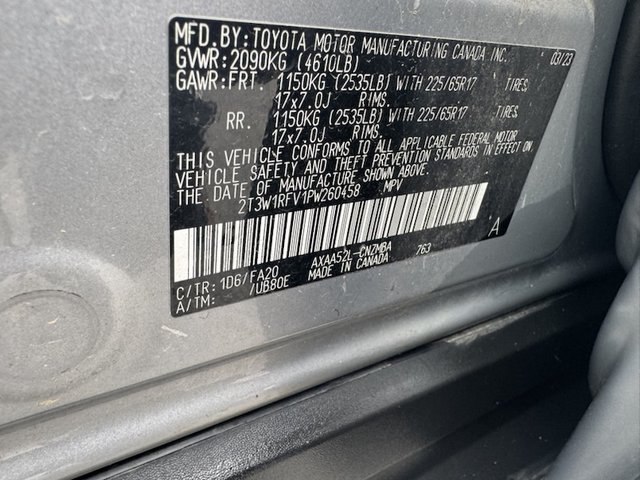 MFD.BY:TOYOTA MOTOR MANUFACTURING CANADA INC. 03/23
GVWR:2090KG (4610LB)
GAWR:FRT. 1150KG (2535LB) WITH 225/65R17 TIRES,
17x7.0J RIMS.
RR. 1150KG (2535LB) WITH 225/65R17 TIRES,
17x7.0J RIMS.
THIS VEHICLE CONFORMS TO ALL APPLICABLE FEDERAL MOTOR
VEHICLE SAFETY AND THEFT PREVENTION STANDARDS IN EFFECT ON
THE DATE OF MANUFACTURE SHOWN ABOVE.
2T3W1RFV1PW260458 MPV
A
C/TR: 1D6/FA20 AXAA52L-CNZMBA 763
A/TM: /UB80E MADE IN CANADA